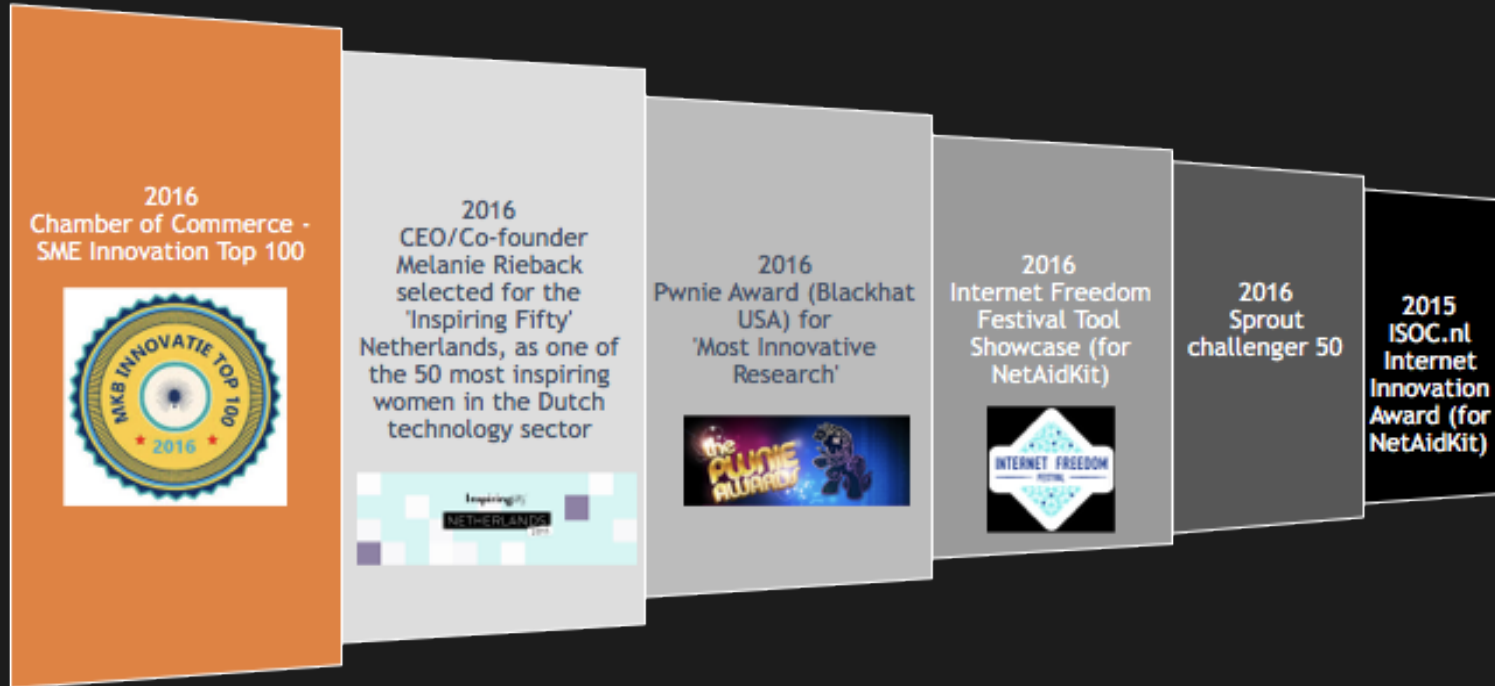 2016
Chamber of Commerce -
SME Innovation Top 100
MKB INNOVATIE TOP 100
2016
2016
CEO/Co-founder
Melanie Rieback
selected for the
'Inspiring Fifty'
Netherlands, as one of
the 50 most inspiring
women in the Dutch
technology sector
Inspiring
NETHERLANDS
2016
Pwnie Award (Blackhat
USA) for
'Most Innovative
Research'
the
PWNIE
AWARDS
2016
Internet Freedom
Festival Tool
Showcase (for
NetAidKit)
INTERNET FREEDOM
FESTIVAL
2016
Sprout
challenger 50
2015
ISOC.nl
Internet
Innovation
Award (for
NetAidKit)